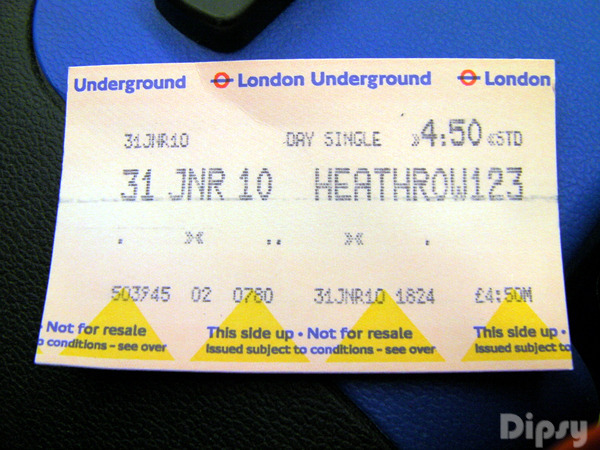 Underground London Underground London
31JNR10 DAY SINGLE »4:50«STD
31 JNR 10 HEATHROW123
503945 02 0780 31JNR10 1824 £4:50M
Not for resale This side up • Not for resale This side up •
o conditions – see over Issued subject to conditions – see over Issued subject to
Dipsy